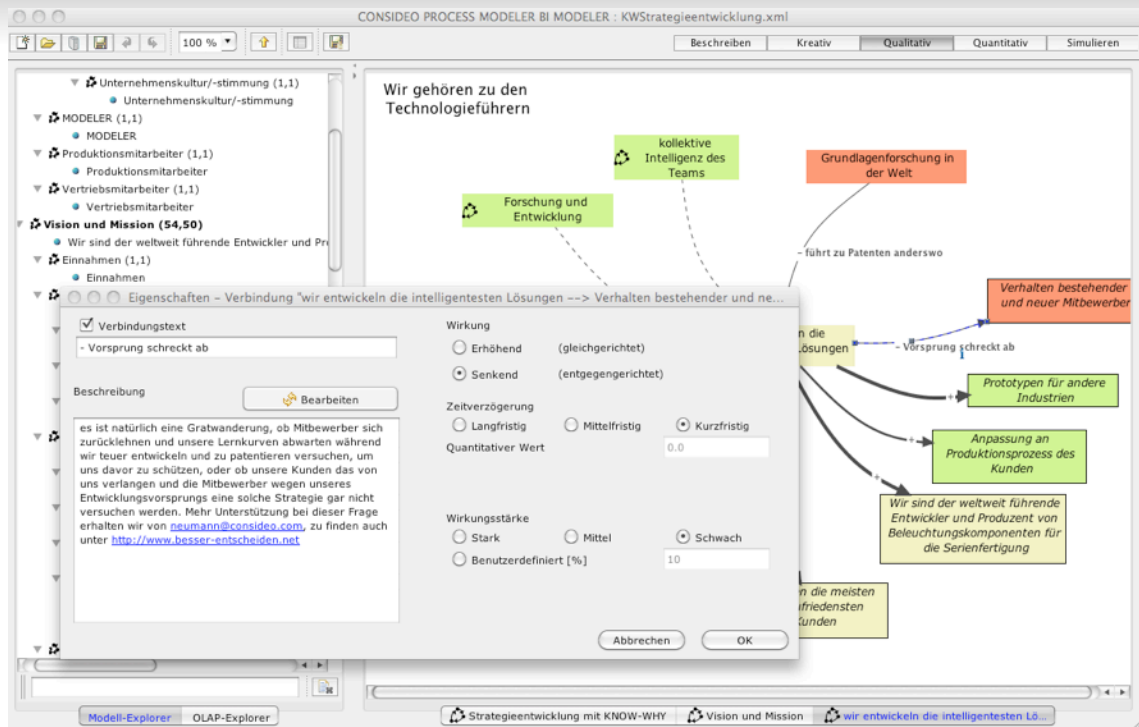 CONSIDEO PROCESS MODELER BI MODELER : KWStrategieentwicklung.xml
100 %
Beschreiben
Kreativ
Qualitativ
Quantitativ
Simulieren
Unternehmenskultur/-stimmung (1,1)
Unternehmenskultur/-stimmung
MODELER (1,1)
MODELER
Produktionsmitarbeiter (1,1)
Produktionsmitarbeiter
Vertriebsmitarbeiter (1,1)
Vertriebsmitarbeiter
Vision und Mission (54,50)
Wir sind der weltweit führende Entwickler und
Einnahmen (1,1)
Einnahmen
Wir gehören zu den
Technologieführern
kollektive
Intelligenz des
Teams
Grundlagenforschung in
der Welt
Forschung und
Entwicklung
- führt zu Patenten anderswo
Verhalten bestehender
und neuer Mitbewerber
n die
Lösungen
- Vorsprung schreckt ab
Prototypen für andere
Industrien
+
Anpassung an
Produktionsprozess des
Kunden
+
+
Wir sind der weltweit führende
Entwickler und Produzent von
Beleuchtungskomponenten für
die Serienfertigung
n die meisten
ufriedensten
Kunden
Eigenschaften - Verbindung "wir entwickeln die intelligentesten Lösungen --> Verhalten bestehender und ne...
Verbindungstext
- Vorsprung schreckt ab
Beschreibung
Bearbeiten
es ist natürlich eine Gratwanderung, ob Mitbewerber sich
zurücklehnen und unsere Lernkurven abwarten während
wir teuer entwickeln und zu patentieren versuchen, um
uns davor zu schützen, oder ob unsere Kunden das von
uns verlangen und die Mitbewerber wegen unseres
Entwicklungsvorsprungs eine solche Strategie gar nicht
versuchen werden. Mehr Unterstützung bei dieser Frage
erhalten wir von neumann@consideo.com, zu finden auch
unter http://www.besser-entscheiden.net
Wirkung
Erhöhend (gleichgerichtet)
Senkend (entgegengerichtet)
Zeitverzögerung
Langfristig Mittelfristig Kurzfristig
Quantitativer Wert 0.0
Wirkungsstärke
Stark Mittel Schwach
Benutzerdefiniert [%] 10
Abbrechen
OK
Modell-Explorer
OLAP-Explorer
Strategieentwicklung mit KNOW-WHY
Vision und Mission
wir entwickeln die intelligentesten Lö...